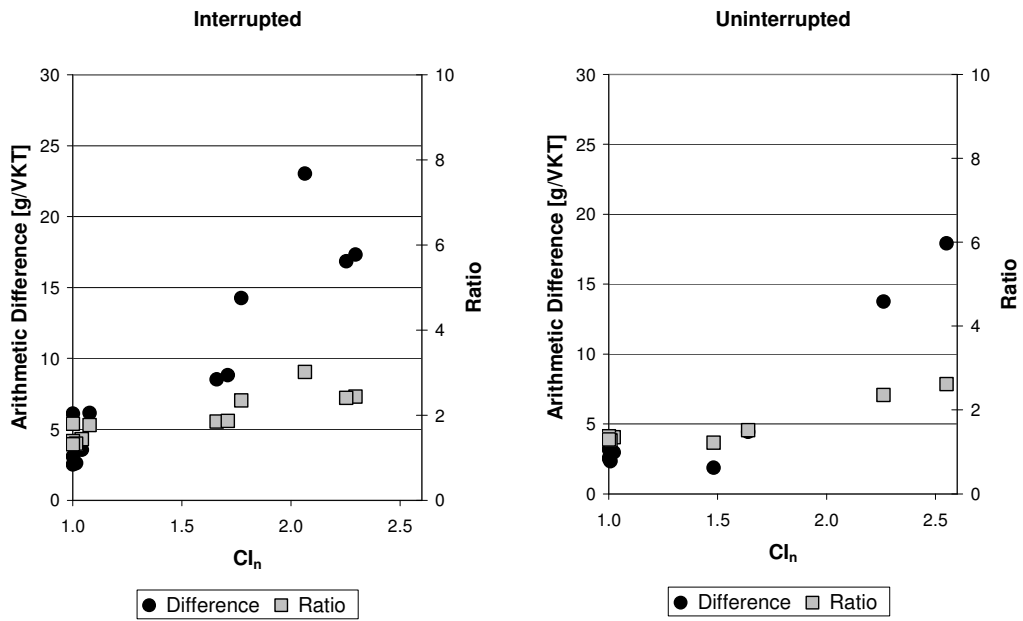 Interrupted
Arithmetic Difference [g/VKT]
30
25
20
15
10
5
0
10
8
6
4
2
0
Ratio
1.0 1.5 2.0 2.5
CIn
Difference Ratio
Uninterrupted
Arithmetic Difference [g/VKT]
30
25
20
15
10
5
0
10
8
6
4
2
0
Ratio
1.0 1.5 2.0 2.5
CIn
Difference Ratio